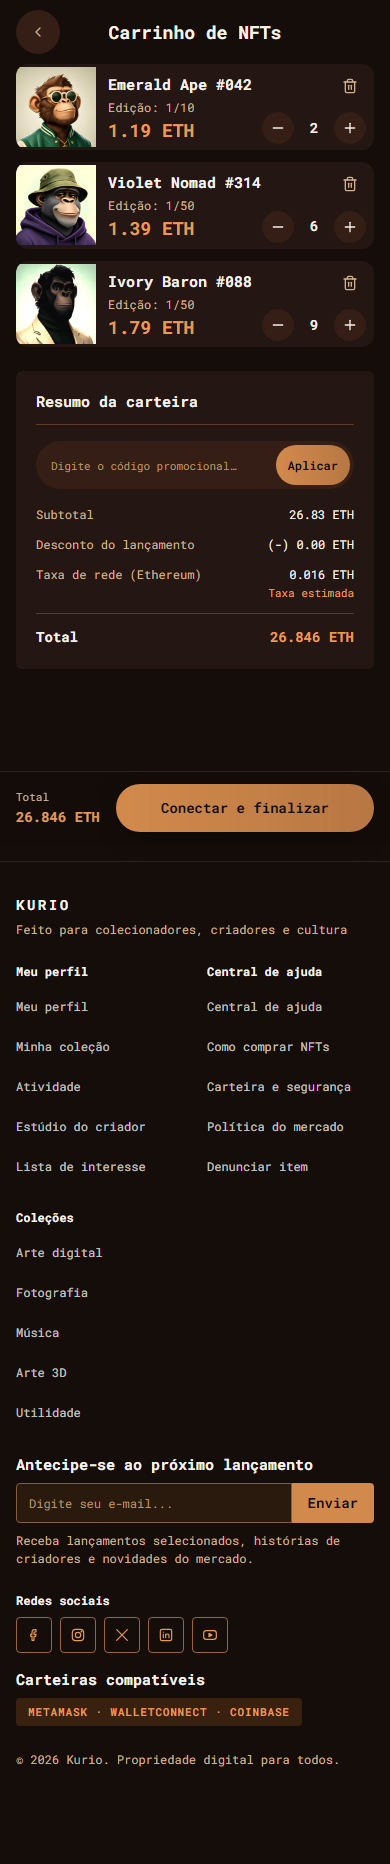 Carrinho de NFTs
Emerald Ape #042
Edição: 1/10
1.19 ETH
2
Violet Nomad #314
Edição: 1/50
1.39 ETH
6
Ivory Baron #088
Edição: 1/50
1.79 ETH
9
Resumo da carteira
Digite o código promocional…
Aplicar
Subtotal 26.83 ETH
Desconto do lançamento (-) 0.00 ETH
Taxa de rede (Ethereum) 0.016 ETH
Taxa estimada
Total 26.846 ETH
Total
26.846 ETH
Conectar e finalizar
KURIO
Feito para colecionadores, criadores e cultura
Meu perfil
Meu perfil
Minha coleção
Atividade
Estúdio do criador
Lista de interesse
Central de ajuda
Central de ajuda
Como comprar NFTs
Carteira e segurança
Política do mercado
Denunciar item
Coleções
Arte digital
Fotografia
Música
Arte 3D
Utilidade
Antecipe-se ao próximo lançamento
Digite seu e-mail...
Enviar
Receba lançamentos selecionados, histórias de
criadores e novidades do mercado.
Redes sociais
Carteiras compatíveis
METAMASK · WALLETCONNECT · COINBASE
© 2026 Kurio. Propriedade digital para todos.